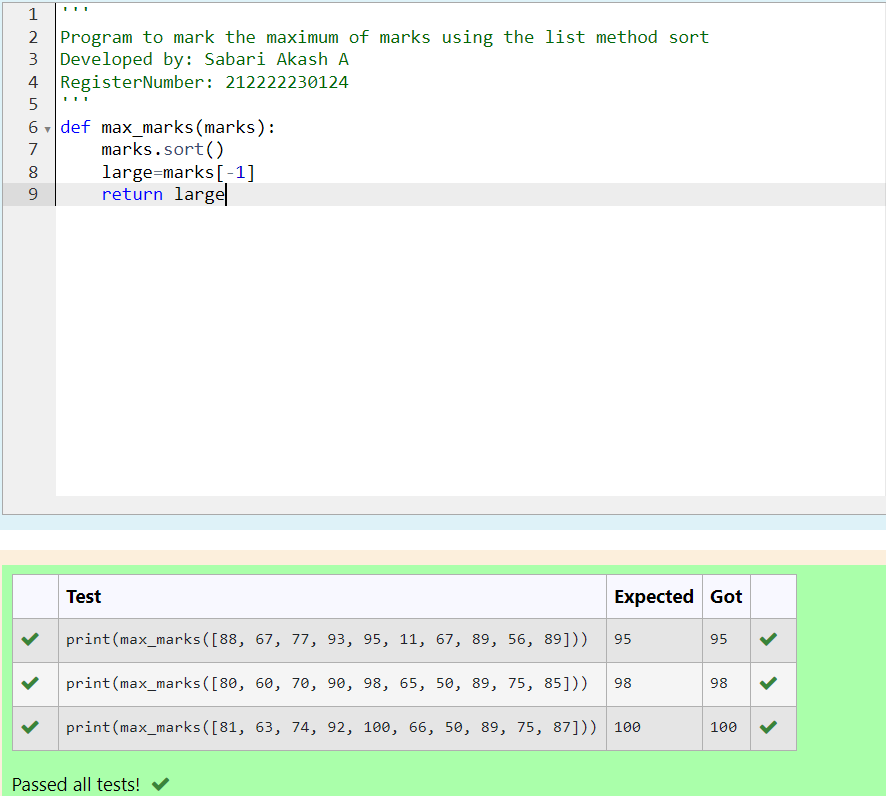 1 '''
2 Program to mark the maximum of marks using the list method sort
3 Developed by: Sabari Akash A
4 RegisterNumber: 212222230124
5 '''
6 def max_marks(marks):
7     marks.sort()
8     large=marks[-1]
9     return large
Test Expected Got
print(max_marks([88, 67, 77, 93, 95, 11, 67, 89, 56, 89])) 95 95
print(max_marks([80, 60, 70, 90, 98, 65, 50, 89, 75, 85])) 98 98
print(max_marks([81, 63, 74, 92, 100, 66, 50, 89, 75, 87])) 100 100
Passed all tests!